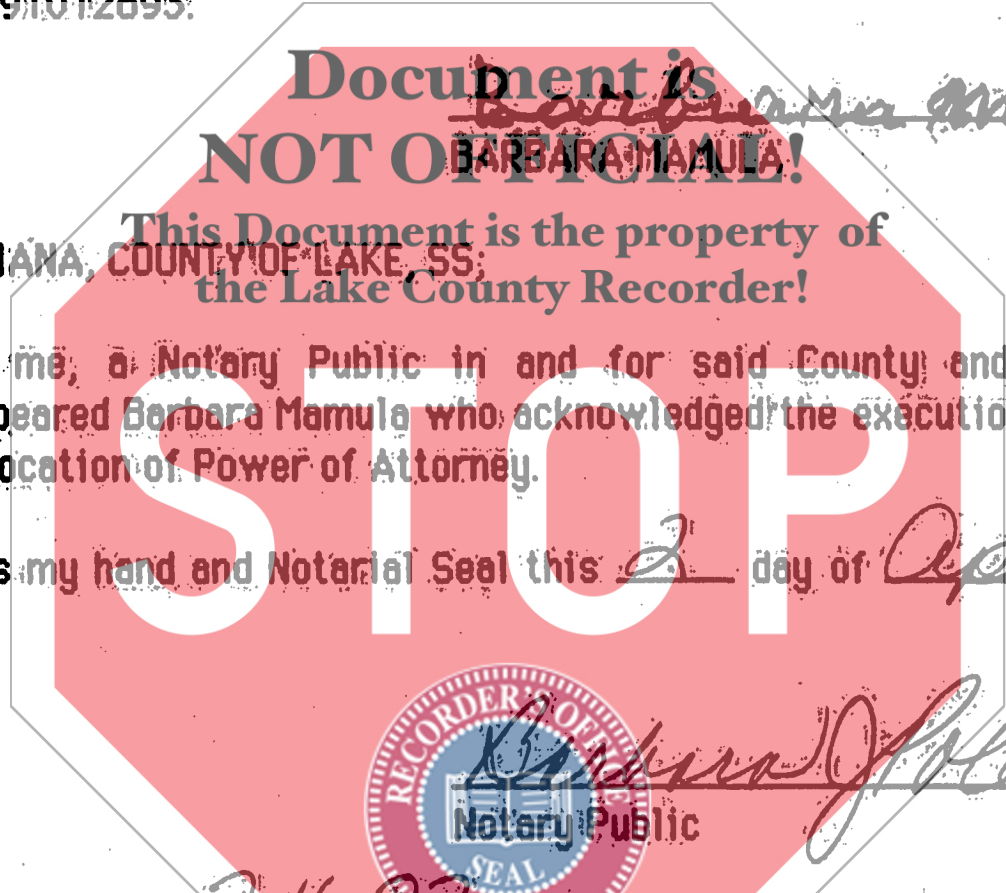 Document is
NOT OFFICIAL!
BARBARA MAMULA
This Document is the property of
IANA, COUNTY OF LAKE, SS;
the Lake County Recorder!
me, a Notary Public in and for said County and
peared Barbara Mamula who acknowledged the executio
ocation of Power of Attorney.
STOP
s my hand and Notarial Seal this 2 day of Ap
RECORDER'S OFFICE
Notary Public
SEAL